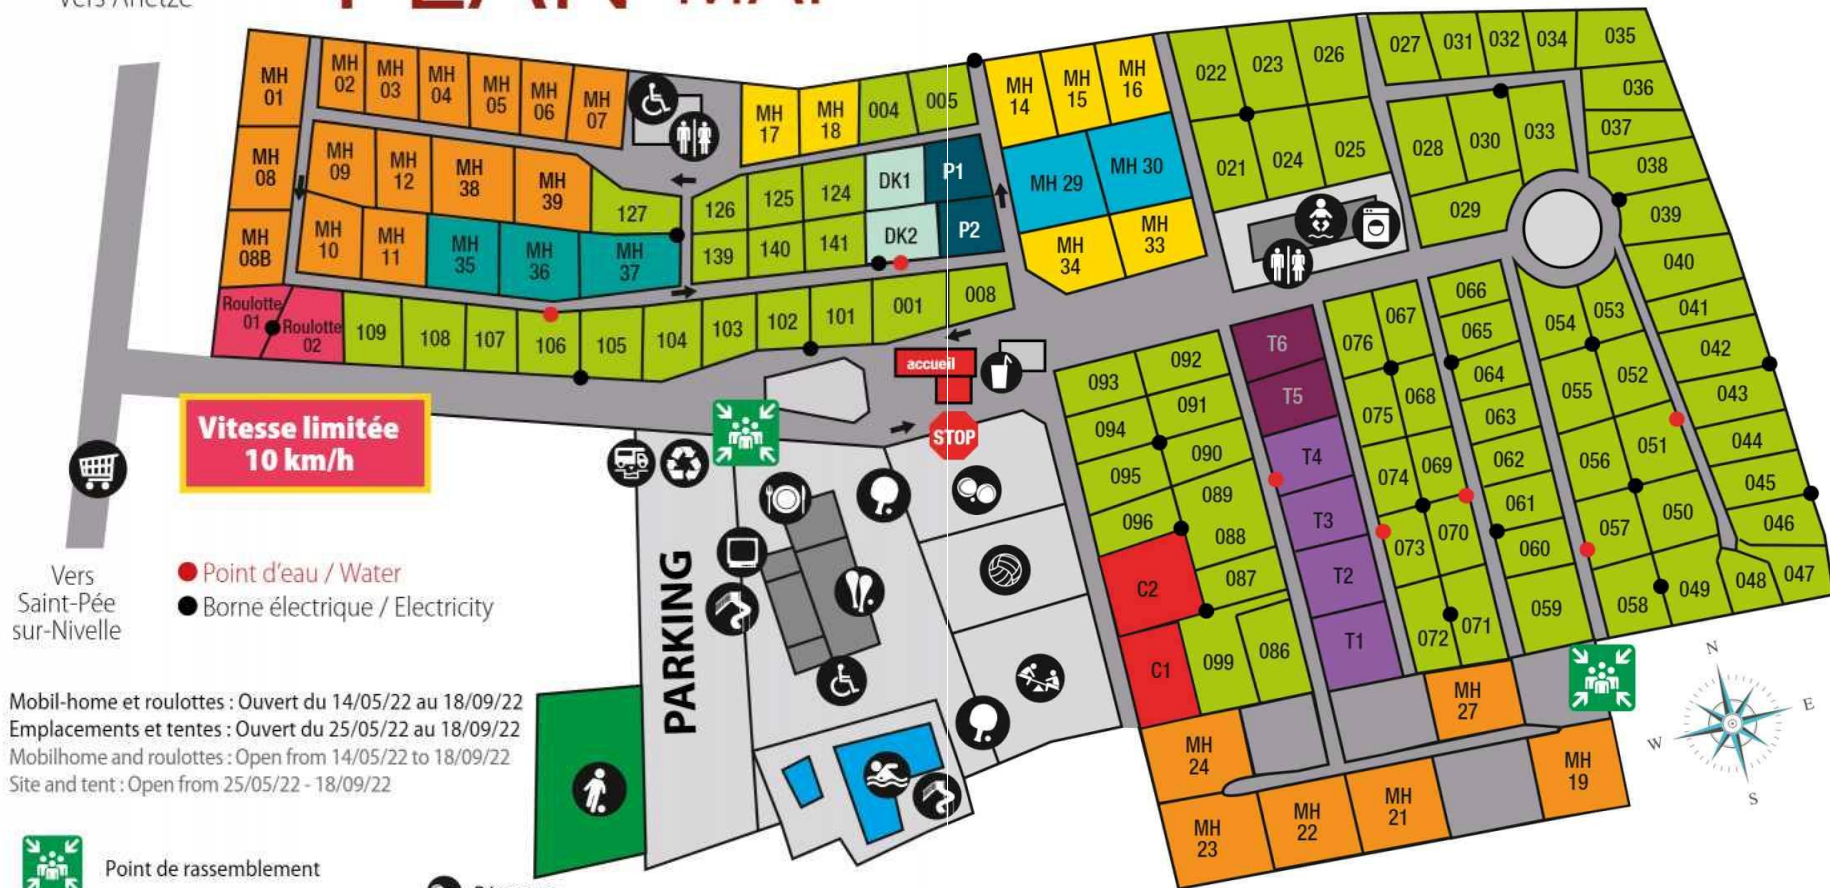 Vers Ahetze
PLAN MAP
MH 01
MH 02
MH 03
MH 04
MH 05
MH 06
MH 07
MH 17
MH 18
004
005
MH 14
MH 15
MH 16
022
023
026
027
031
032
034
035
036
037
038
039
040
041
042
043
044
045
046
047
048
049
MH 08
MH 09
MH 12
MH 38
MH 39
127
126
125
124
DK1
P1
MH 29
MH 30
021
024
025
028
030
033
029
MH 08B
MH 10
MH 11
MH 35
MH 36
MH 37
139
140
141
DK2
P2
MH 34
MH 33
Roulotte 01
Roulotte 02
109
108
107
106
105
104
103
102
101
001
008
accueil
STOP
093
092
094
091
095
090
096
089
088
087
C2
C1
099
086
T6
T5
T4
T3
T2
T1
076
067
075
068
074
069
073
070
072
071
066
065
064
063
062
061
060
059
054
053
055
052
056
051
057
050
058
MH 27
MH 24
MH 23
MH 22
MH 21
MH 19
Vitesse limitée
10 km/h
PARKING
Vers
Saint-Pée
sur-Nivelle
Point d'eau / Water
Borne électrique / Electricity
N
E
W
S
Mobil-home et roulottes : Ouvert du 14/05/22 au 18/09/22
Emplacements et tentes : Ouvert du 25/05/22 au 18/09/22
Mobilhome and roulottes : Open from 14/05/22 to 18/09/22
Site and tent : Open from 25/05/22 - 18/09/22
Point de rassemblement